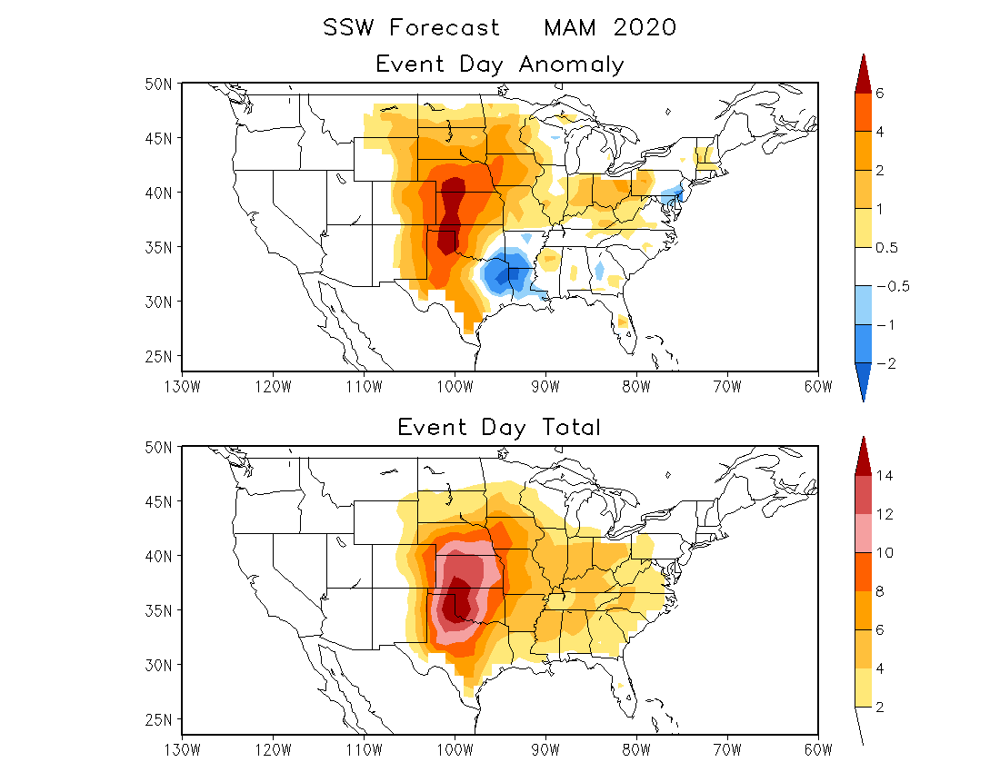 SSW Forecast MAM 2020
Event Day Anomaly
50N
45N
40N
35N
30N
25N
130W 120W 110W 100W 90W 80W 70W 60W
6
4
2
1
0.5
-0.5
-1
-2
Event Day Total
50N
45N
40N
35N
30N
25N
130W 120W 110W 100W 90W 80W 70W 60W
14
12
10
8
6
4
2